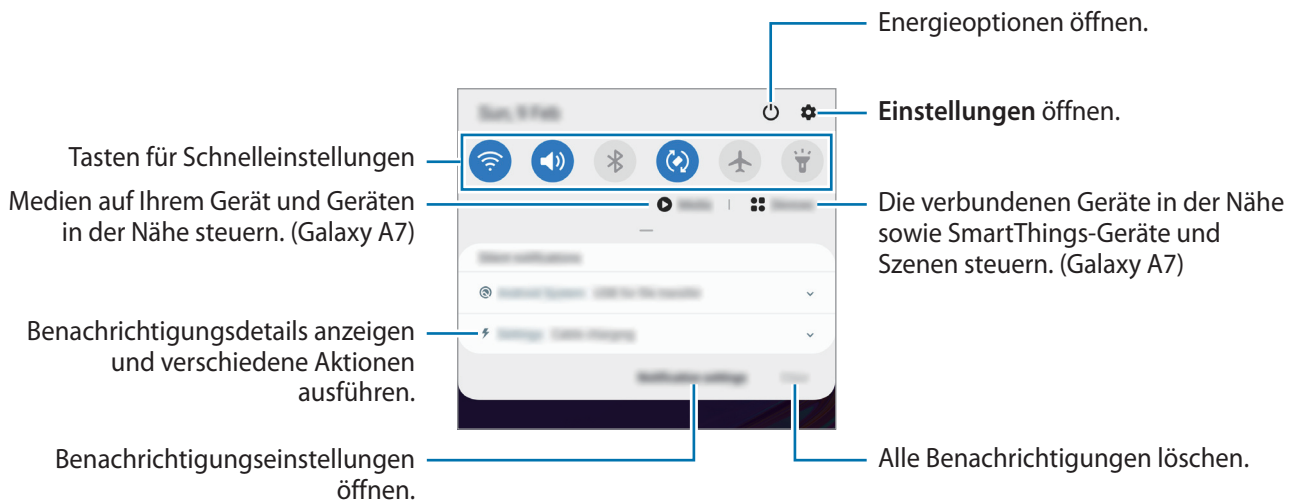 Energieoptionen öffnen.
Einstellungen öffnen.
Tasten für Schnelleinstellungen
Medien auf Ihrem Gerät und Geräten
in der Nähe steuern. (Galaxy A7)
Die verbundenen Geräte in der Nähe
sowie SmartThings-Geräte und
Szenen steuern. (Galaxy A7)
Benachrichtigungsdetails anzeigen
und verschiedene Aktionen
ausführen.
Benachrichtigungseinstellungen
öffnen.
Alle Benachrichtigungen löschen.